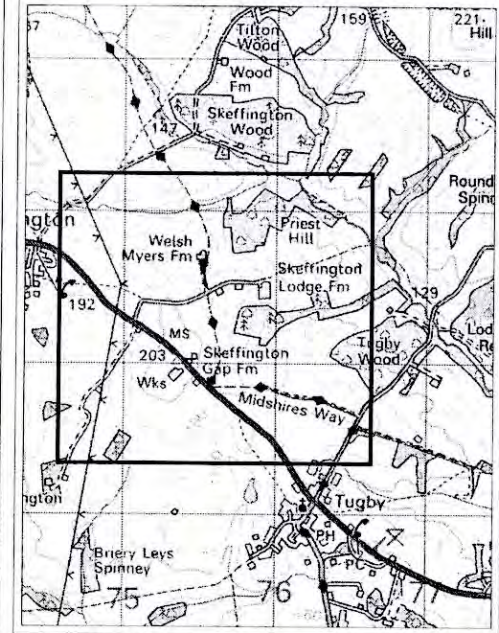 159
221
Hill
Tilton
Wood
Wood
Fm
Skeffington
Wood
147
Round
Spin
ngton
Priest
Hill
Welsh
Myers Fm
Skeffington
Lodge Fm
192
129
MS
Tugby
Wood
Lod
Re
203
Skeffington
Gap Fm
Wks
Midshires Way
ngton
Tugby
PH
PC
Briery Leys
Spinney
75
76
77